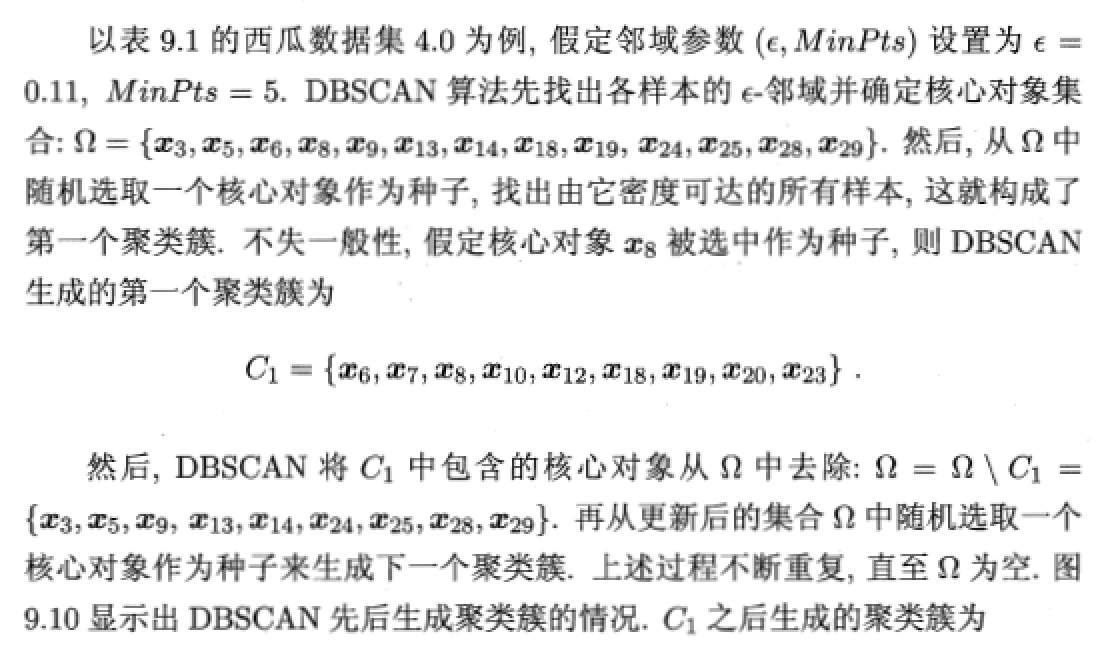 以表 9.1 的西瓜数据集 4.0 为例, 假定邻域参数 (ϵ, MinPts) 设置为 ϵ =
0.11, MinPts = 5. DBSCAN 算法先找出各样本的 ϵ-邻域并确定核心对象集
合: Ω = {x3, x5, x6, x8, x9, x13, x14, x18, x19, x24, x25, x28, x29}. 然后, 从 Ω 中
随机选取一个核心对象作为种子, 找出由它密度可达的所有样本, 这就构成了
第一个聚类簇. 不失一般性, 假定核心对象 x8 被选中作为种子, 则 DBSCAN
生成的第一个聚类簇为
C1 = {x6, x7, x8, x10, x12, x18, x19, x20, x23} .
然后, DBSCAN 将 C1 中包含的核心对象从 Ω 中去除: Ω = Ω \ C1 =
{x3, x5, x9, x13, x14, x24, x25, x28, x29}. 再从更新后的集合 Ω 中随机选取一个
核心对象作为种子来生成下一个聚类簇. 上述过程不断重复, 直至 Ω 为空. 图
9.10 显示出 DBSCAN 先后生成聚类簇的情况. C1 之后生成的聚类簇为